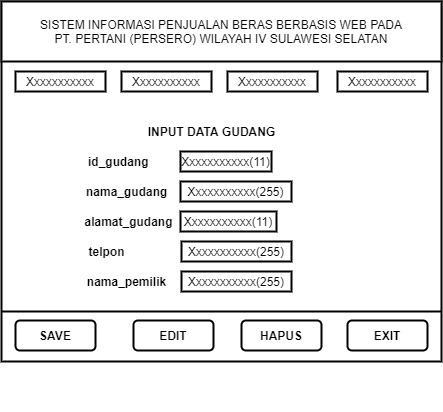 SISTEM INFORMASI PENJUALAN BERAS BERBASIS WEB PADA
PT. PERTANI (PERSERO) WILAYAH IV SULAWESI SELATAN
Xxxxxxxxxxx Xxxxxxxxxxx Xxxxxxxxxxx Xxxxxxxxxxx
INPUT DATA GUDANG
id_gudang Xxxxxxxxxxx(11)
nama_gudang Xxxxxxxxxxx(255)
alamat_gudang Xxxxxxxxxxx(11)
telpon Xxxxxxxxxxx(255)
nama_pemilik Xxxxxxxxxxx(255)
SAVE EDIT HAPUS EXIT